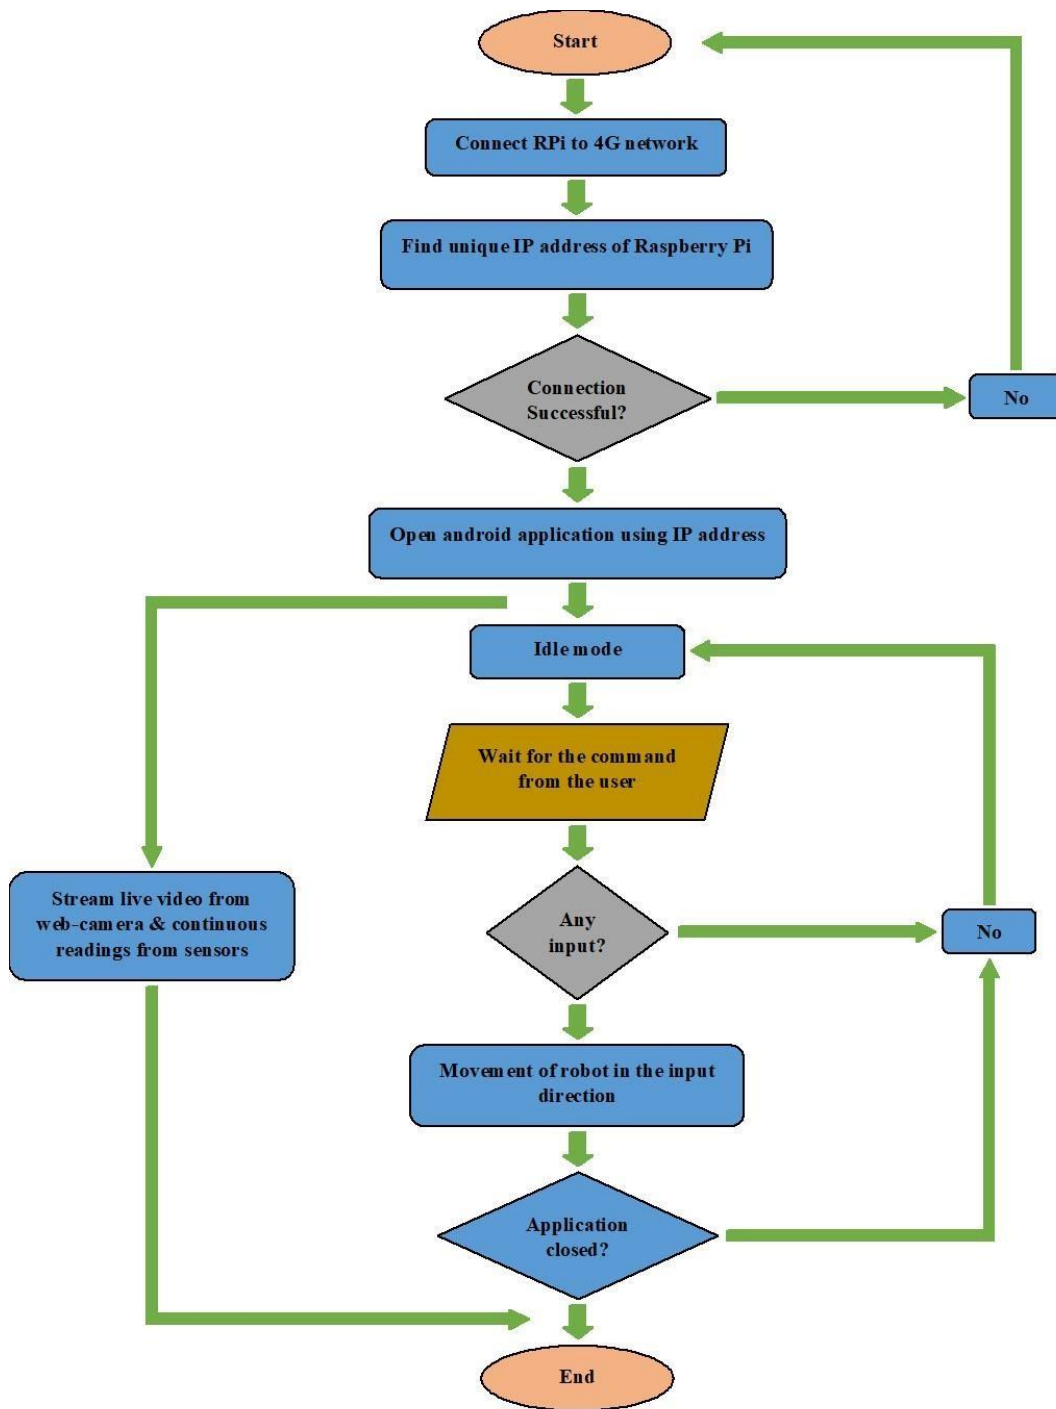 Start
Connect RPi to 4G network
Find unique IP address of Raspberry Pi
Connection
Successful?
No
Open android application using IP address
Idle mode
Wait for the command
from the user
Stream live video from
web-camera & continuous
readings from sensors
Any
input?
No
Movement of robot in the input
direction
Application
closed?
End